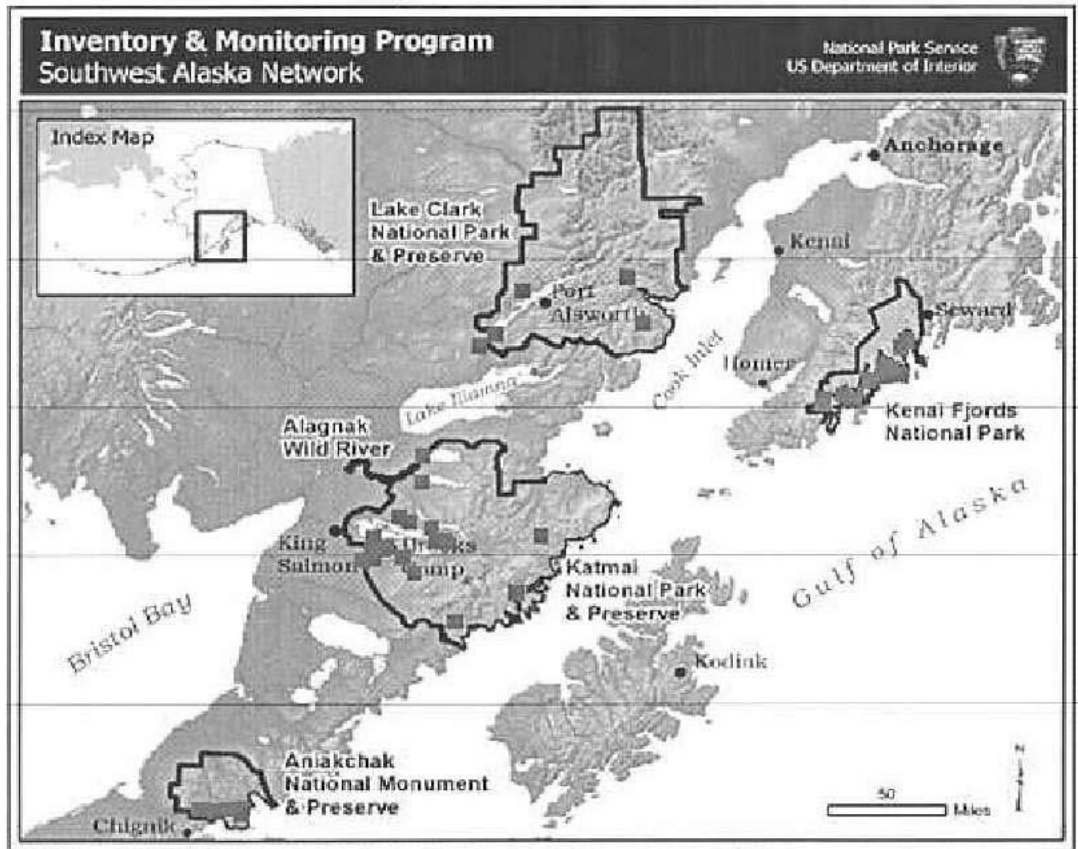 Inventory & Monitoring Program
Southwest Alaska Network
National Park Service
US Department of Interior
Index Map
Anchorage
Lake Clark
National Park
& Preserve
Kenai
Port
Alsworth
Seward
Homer
Cook Inlet
Lake Iliamna
Kenai Fjords
National Park
Alagnak
Wild River
King
Salmon
Brooks
Camp
Katmai
National Park
& Preserve
Gulf of Alaska
Bristol Bay
Kodiak
Aniakchak
National Monument
& Preserve
Chignik
N
50
Miles